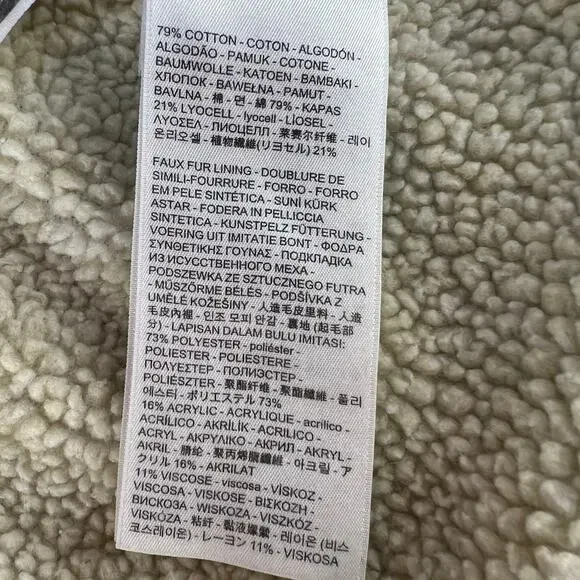 79% COTTON - COTON - ALGODÓN -
ALGODÃO - PAMUK - COTONE -
BAUMWOLLE - KATOEN - BAMBAKI -
ХЛОПОК - BAWEŁNA - PAMUT -
BAVLNA - 棉 - 면 - 綿 79% - KAPAS
21% LYOCELL - lyocell - LİOSEL -
ΛΥΟΣΕΛ - ЛИОЦЕЛЛ - 莱赛尔纤维 - 레이
온리오셀 - 植物繊維(リヨセル) 21%
FAUX FUR LINING - DOUBLURE DE
SIMILI-FOURRURE - FORRO - FORRO
EM PELE SINTÉTICA - SUNİ KÜRK
ASTAR - FODERA IN PELLICCIA
SINTETICA - KUNSTPELZ FÜTTERUNG -
VOERING UIT IMITATIE BONT - ΦΟΔΡΑ
ΣΥΝΘΕΤΙΚΗΣ ΓΟΥΝΑΣ - ПОДКЛАДКА
ИЗ ИСКУССТВЕННОГО МЕХА -
PODSZEWKA ZE SZTUCZNEGO FUTRA
- MŰSZŐRME BÉLÉS - PODŠÍVKA Z
UMĚLÉ KOŽEŠINY - 人造毛皮里料 - 人造
毛皮內裡 - 인조 모피 안감 - 裏地 (起毛部
分) - LAPISAN DALAM BULU IMITASI:
73% POLYESTER - poliéster -
POLIESTER - POLIESTERE -
ΠΟΛΥΕΣΤΕΡ - ПОЛИЭСТЕР -
POLIÉSZTER - 聚酯纤维 - 聚酯纖維 - 폴리
에스터 - ポリエステル 73%
16% ACRYLIC - ACRYLIQUE - acrílico -
ACRÍLICO - AKRİLİK - ACRILICO -
ACRYL - ΑΚΡΥΛΙΚΟ - АКРИЛ - AKRYL -
AKRIL - 腈纶 - 聚丙烯腈纖維 - 아크릴 - ア
クリル 16% - AKRILAT
11% VISCOSE - viscosa - VİSKOZ -
VISCOSA - VISKOSE - ΒΙΣΚΟΖΗ -
ВИСКОЗА - WISKOZA - VISZKÓZ -
VISKÓZA - 粘纤 - 黏液嫘縈 - 레이온 (비스
코스레이온) - レーヨン 11% - VISKOSA